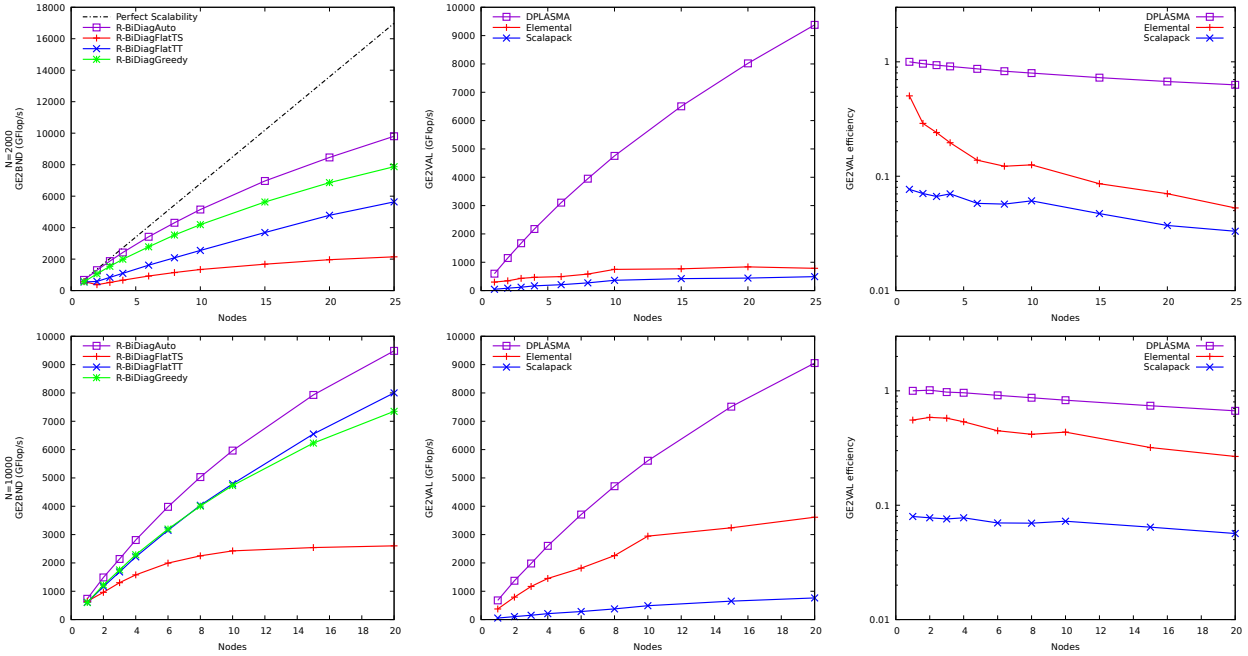 18000
16000
14000
12000
10000
8000
6000
4000
2000
0
N=2000
GE2BND (GFlop/s)
Perfect Scalability
R-BiDiagAuto
R-BiDiagFlatTS
R-BiDiagFlatTT
R-BiDiagGreedy
0 5 10 15 20 25
Nodes
10000
9000
8000
7000
6000
5000
4000
3000
2000
1000
0
GE2VAL (GFlop/s)
DPLASMA
Elemental
Scalapack
0 5 10 15 20 25
Nodes
1
0.1
0.01
GE2VAL efficiency
DPLASMA
Elemental
Scalapack
0 5 10 15 20 25
Nodes
10000
9000
8000
7000
6000
5000
4000
3000
2000
1000
0
N=10000
GE2BND (GFlop/s)
R-BiDiagAuto
R-BiDiagFlatTS
R-BiDiagFlatTT
R-BiDiagGreedy
0 2 4 6 8 10 12 14 16 18 20
Nodes
10000
9000
8000
7000
6000
5000
4000
3000
2000
1000
0
GE2VAL (GFlop/s)
DPLASMA
Elemental
Scalapack
0 2 4 6 8 10 12 14 16 18 20
Nodes
1
0.1
0.01
GE2VAL efficiency
DPLASMA
Elemental
Scalapack
0 2 4 6 8 10 12 14 16 18 20
Nodes